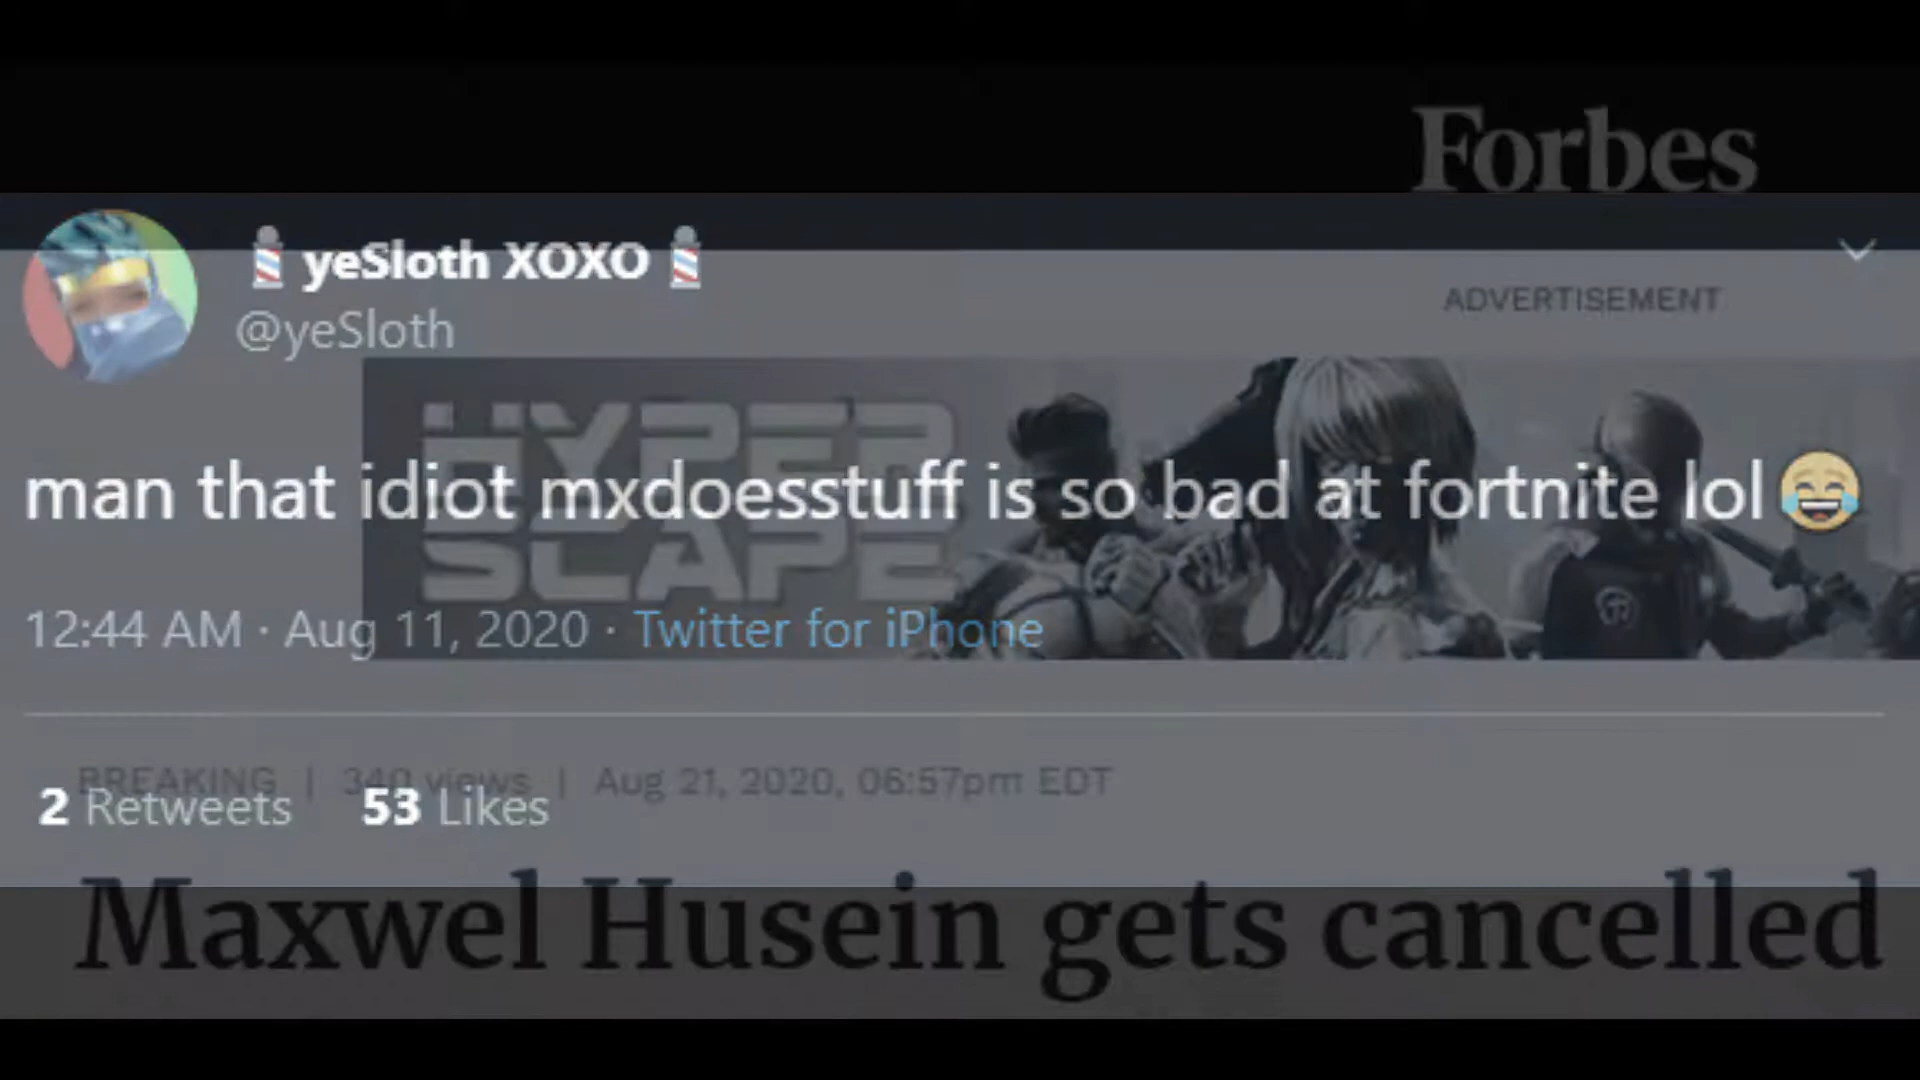 Forbes
💈 yeSloth XOXO 💈
ADVERTISEMENT
@yeSloth
HYPER
SCAPE
man that idiot mxdoesstuff is so bad at fortnite lol😂
12:44 AM · Aug 11, 2020 · Twitter for iPhone
BREAKING | 340 views | Aug 21, 2020, 06:57pm EDT
2 Retweets 53 Likes
Maxwel Husein gets cancelled